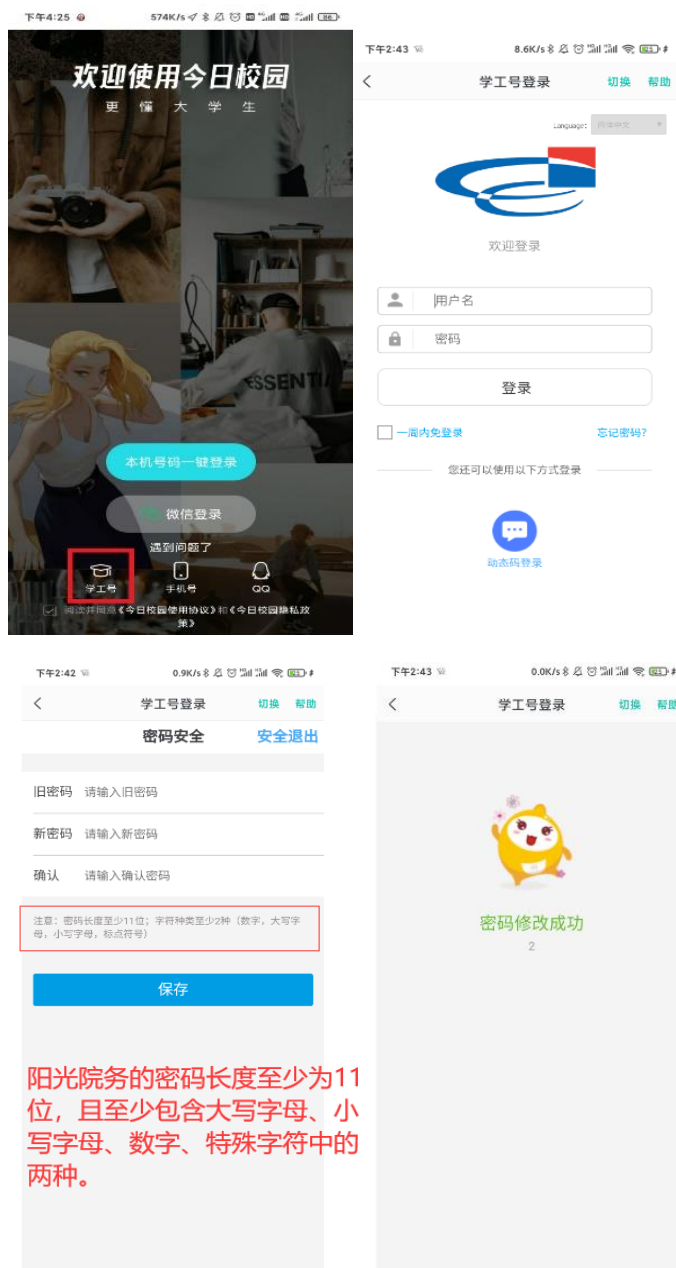 下午4:25
574K/s
欢迎使用今日校园
更懂大学生
ESSENTI
本机号码一键登录
微信登录
遇到问题了
学工号
手机号
QQ
阅读并同意《今日校园使用协议》和《今日校园隐私政
策》
下午2:43
8.6K/s
学工号登录
切换
帮助
Language:
简体中文
欢迎登录
用户名
密码
登录
一周内免登录
忘记密码?
您还可以使用以下方式登录
动态码登录
下午2:42
0.9K/s
学工号登录
切换
帮助
密码安全
安全退出
旧密码
请输入旧密码
新密码
请输入新密码
确认
请输入确认密码
注意：密码长度至少11位；字符种类至少2种（数字，大写字
母，小写字母，标点符号）
保存
阳光院务的密码长度至少为11
位，且至少包含大写字母、小
写字母、数字、特殊字符中的
两种。
下午2:43
0.0K/s
学工号登录
切换
帮助
密码修改成功
2